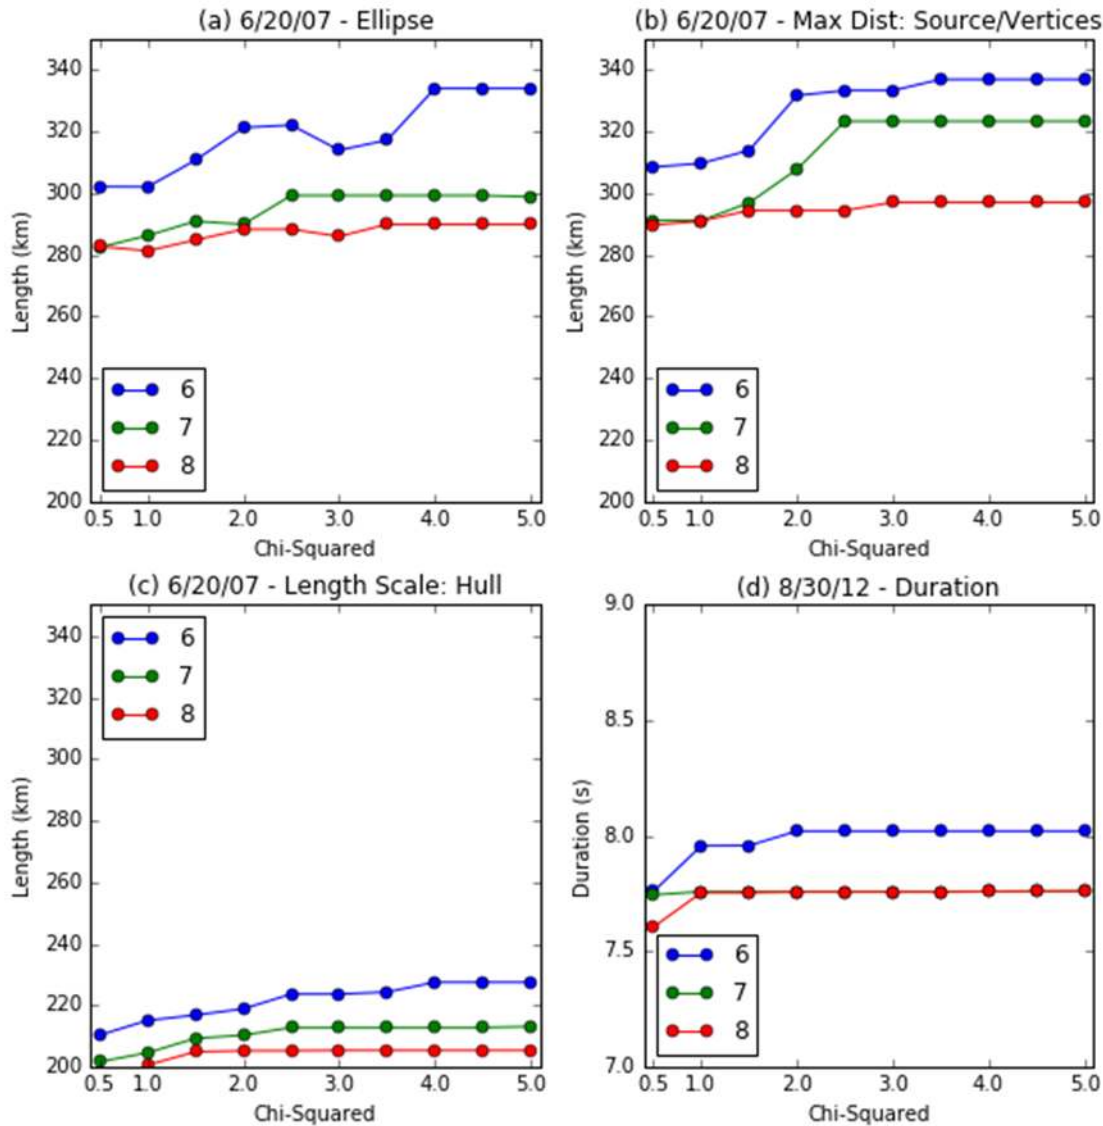 (a) 6/20/07 - Ellipse
340
320
300
280
260
240
220
200
Length (km)
6
7
8
0.5 1.0 2.0 3.0 4.0 5.0
Chi-Squared
(b) 6/20/07 - Max Dist: Source/Vertices
340
320
300
280
260
240
220
200
Length (km)
6
7
8
0.5 1.0 2.0 3.0 4.0 5.0
Chi-Squared
(c) 6/20/07 - Length Scale: Hull
340
320
300
280
260
240
220
200
Length (km)
6
7
8
0.5 1.0 2.0 3.0 4.0 5.0
Chi-Squared
(d) 8/30/12 - Duration
9.0
8.5
8.0
7.5
7.0
Duration (s)
6
7
8
0.5 1.0 2.0 3.0 4.0 5.0
Chi-Squared